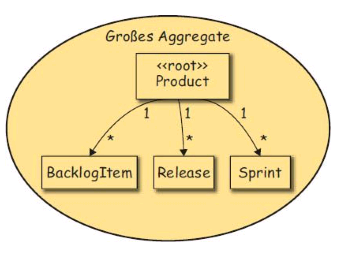 Großes Aggregate
<<root>>
Product
1 1 1
* * *
BacklogItem Release Sprint